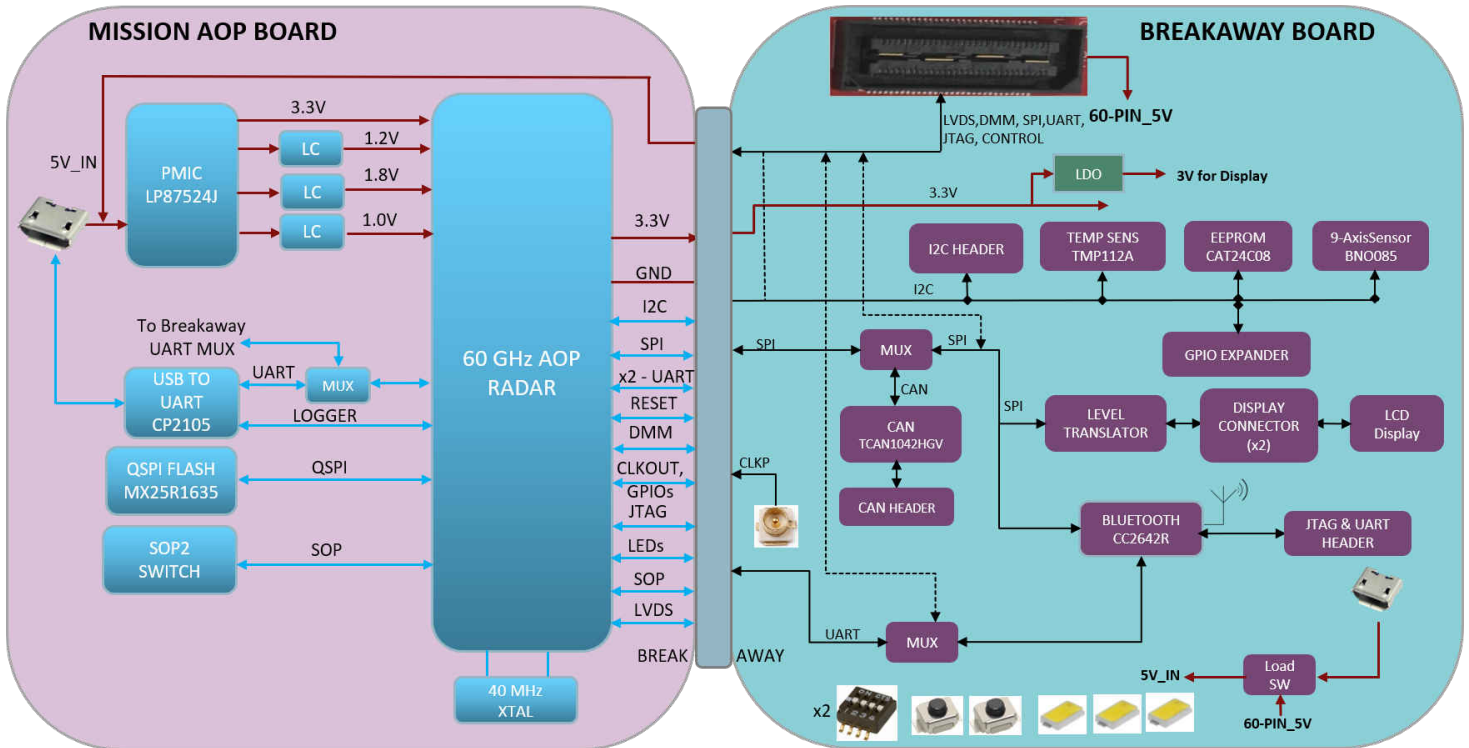 MISSION AOP BOARD
BREAKAWAY BOARD
5V_IN
PMIC
LP87524J
3.3V
LC
1.2V
LC
1.8V
LC
1.0V
To Breakaway
UART MUX
USB TO
UART
CP2105
UART
MUX
LOGGER
QSPI FLASH
MX25R1635
QSPI
SOP2
SWITCH
SOP
60 GHz AOP
RADAR
40 MHz
XTAL
3.3V
GND
I2C
SPI
x2 - UART
RESET
DMM
CLKOUT,
GPIOs
JTAG
LEDs
SOP
LVDS
BREAK
AWAY
LVDS,DMM, SPI,UART,
JTAG, CONTROL
60-PIN_5V
LDO
3V for Display
3.3V
I2C HEADER
TEMP SENS
TMP112A
EEPROM
CAT24C08
9-AxisSensor
BNO085
I2C
GPIO EXPANDER
SPI
MUX
SPI
CAN
CAN
TCAN1042HGV
CAN HEADER
SPI
LEVEL
TRANSLATOR
DISPLAY
CONNECTOR
(x2)
LCD
Display
CLKP
BLUETOOTH
CC2642R
JTAG & UART
HEADER
UART
MUX
5V_IN
Load
SW
60-PIN_5V
x2
ON
1 2 3 4